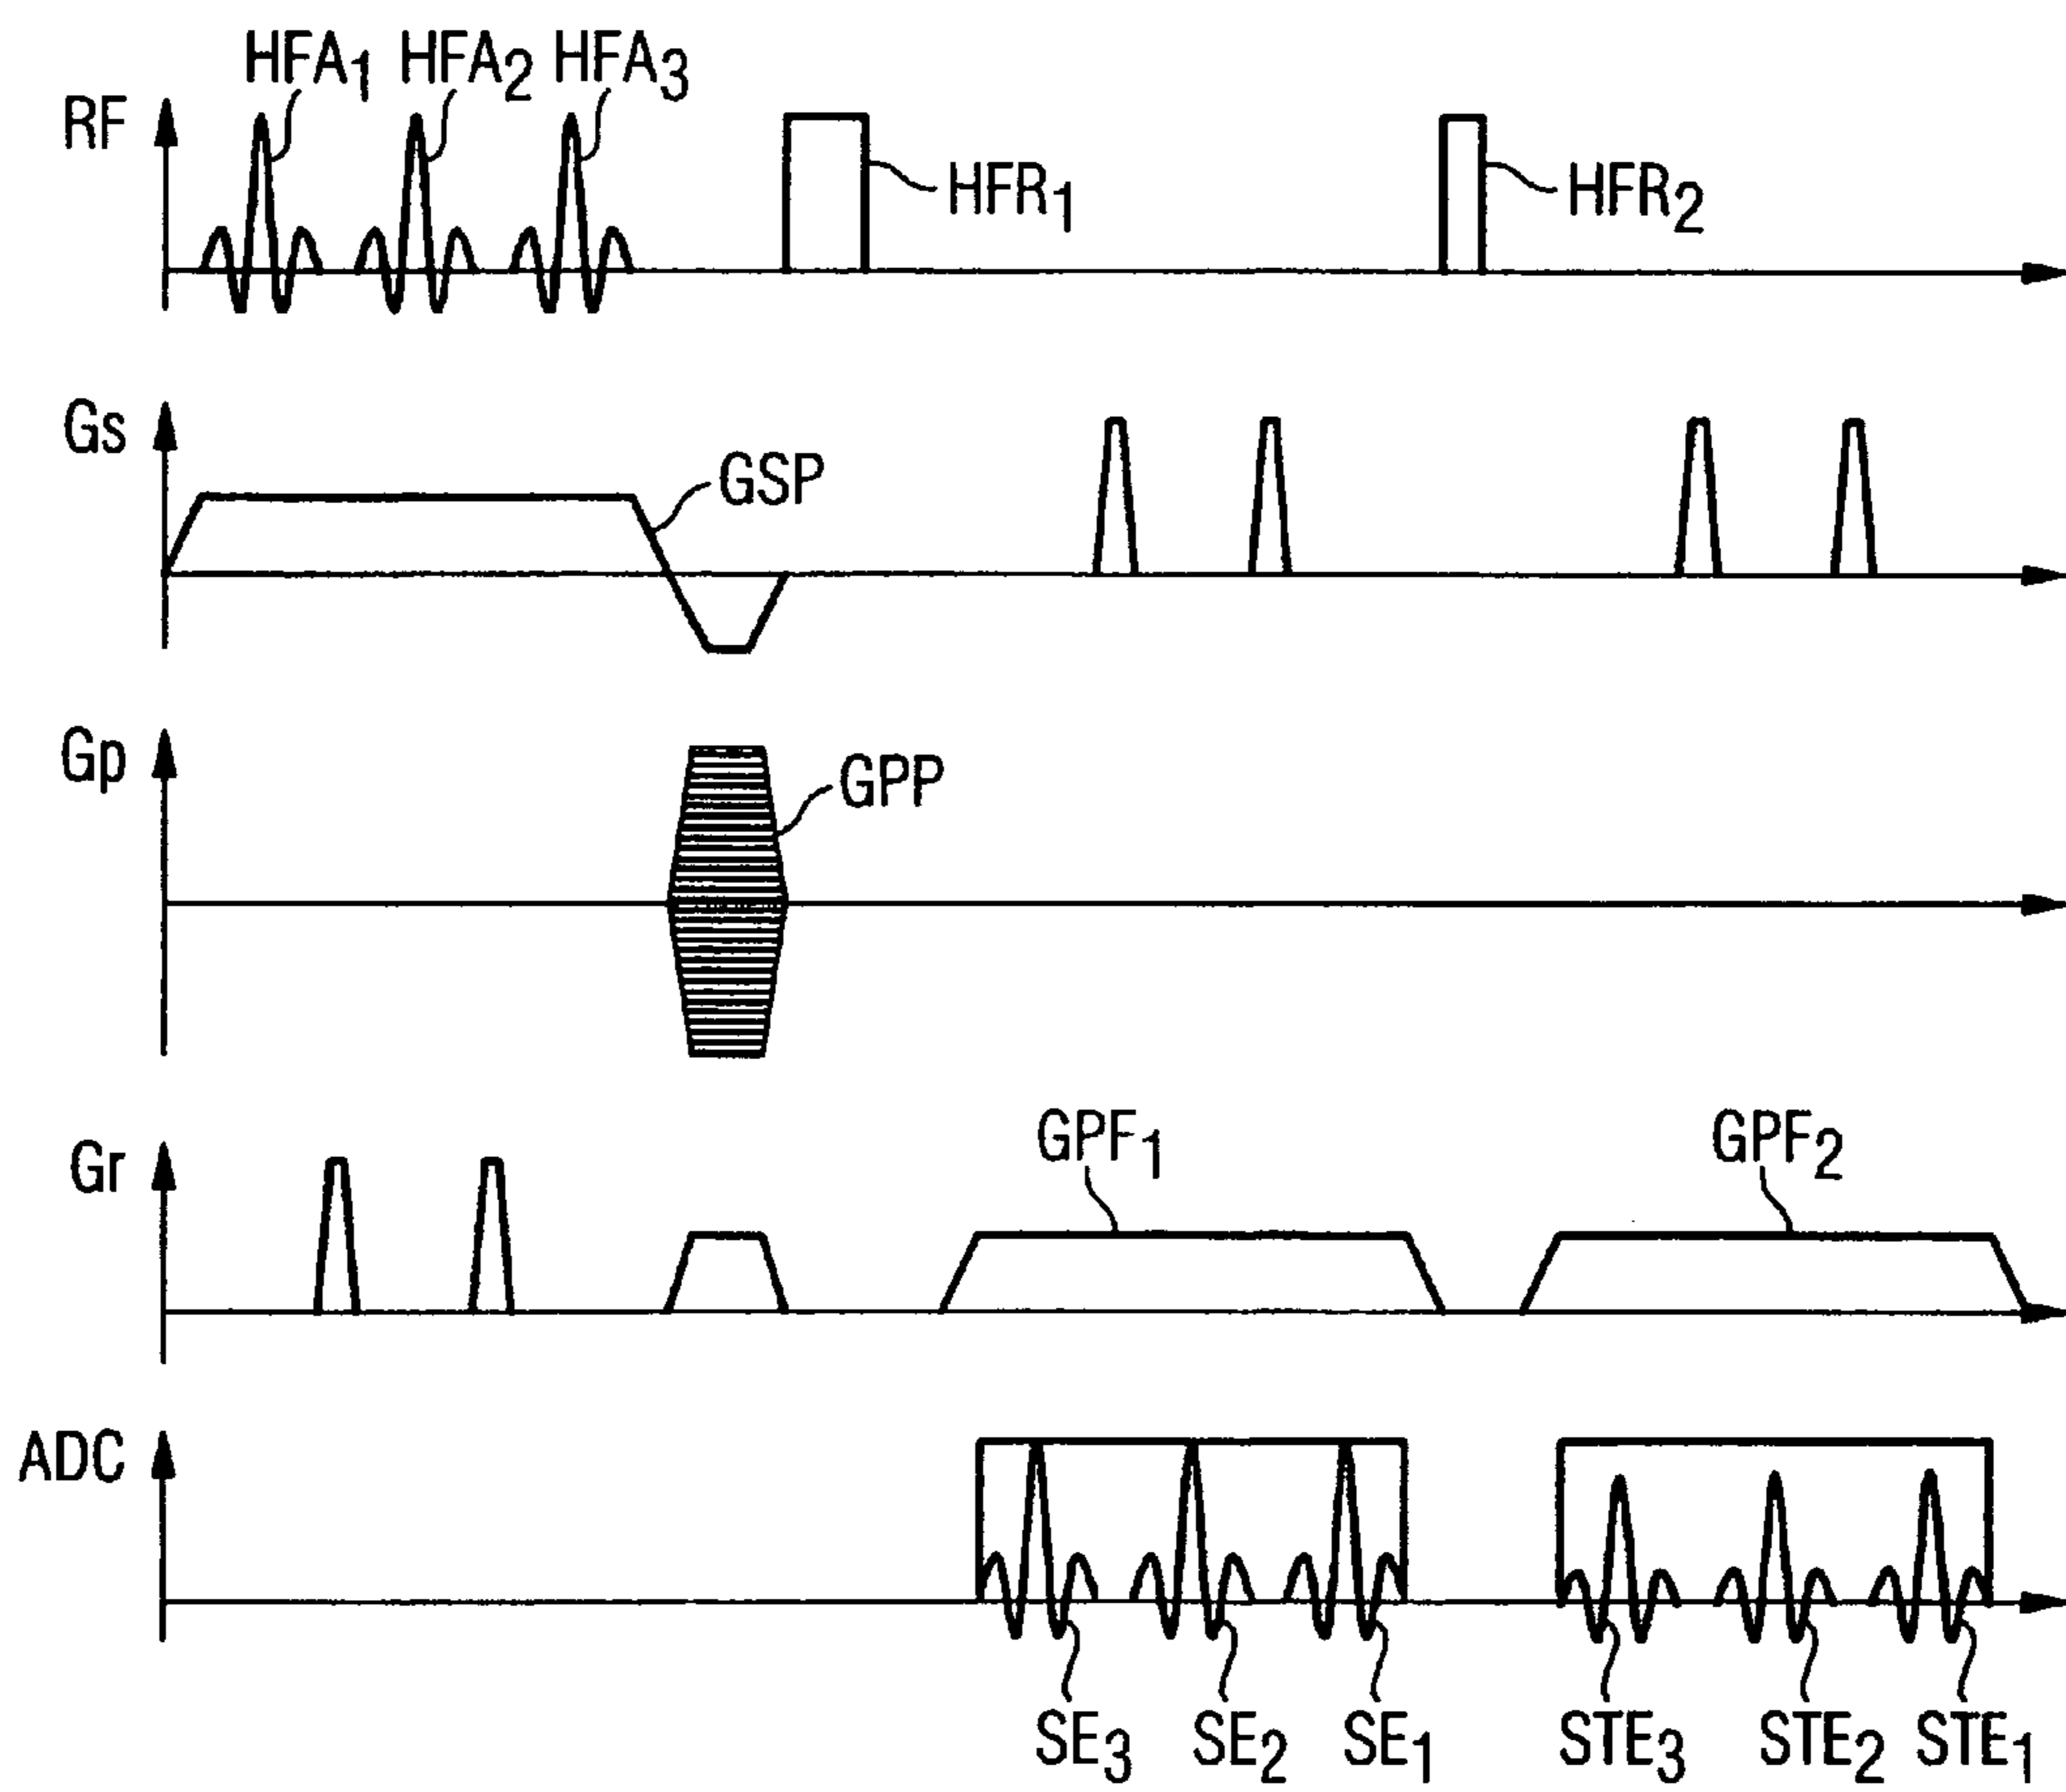 HFA1 HFA2 HFA3
RF
HFR1
HFR2
Gs
GSP
Gp
GPP
Gr
GPF1
GPF2
ADC
SE3 SE2 SE1 STE3 STE2 STE1